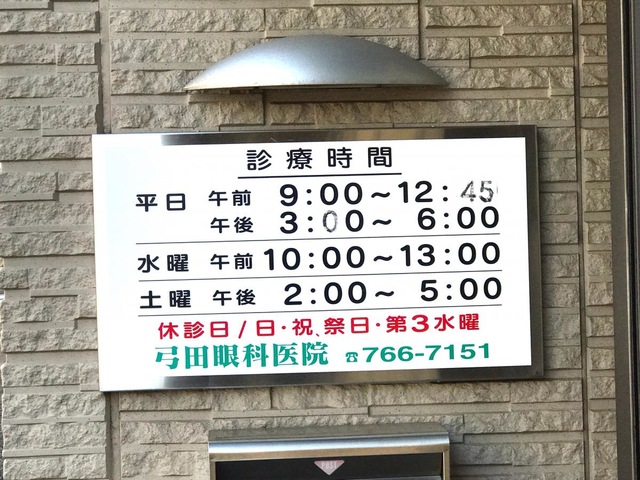 診療時間
平日 午前 9:00～12:45
午後 3:00～ 6:00
水曜 午前 10:00～13:00
土曜 午後 2:00～ 5:00
休診日/日・祝、祭日・第3水曜
弓田眼科医院 ☎766-7151
POST